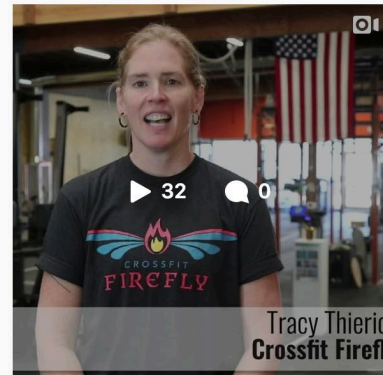 32 0
CROSSFIT
FIREFLY
Tracy Thieric
Crossfit Firefl